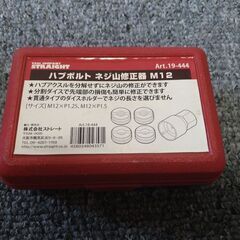 STRAIGHT
Art.19-444
ハブボルト ネジ山修正器 M12
★ハブアクスルを分解せずにネジ山の修正ができます
★分割ダイスで先端部の損傷も簡単に修正できます
★貫通タイプのダイスホルダーでネジの長さを選びません
[サイズ] M12×P1.25、M12×P1.5
株式会社ストレート
Art.19-444